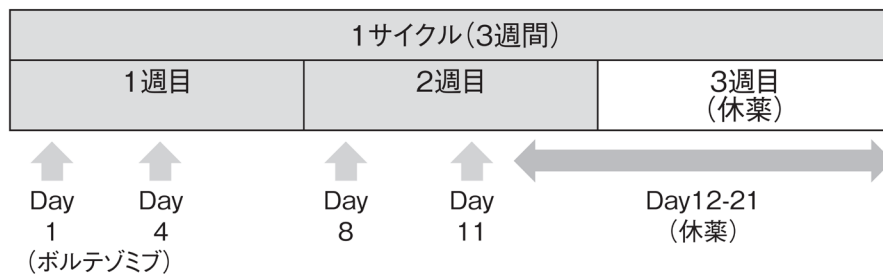 1サイクル(3週間)
1週目 2週目 3週目
(休薬)
Day Day Day Day Day12-21
1 4 8 11 (休薬)
(ボルテゾミブ)